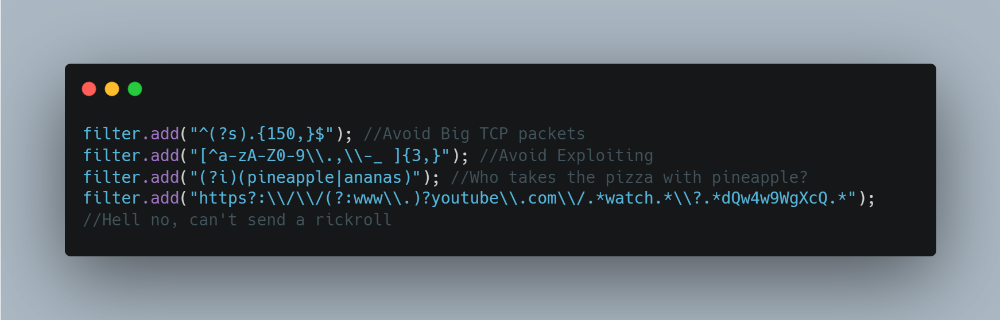 filter.add("^(?s).{150,}$"); //Avoid Big TCP packets
filter.add("[^a-zA-Z0-9\\.,\\-_ ]{3,}"); //Avoid Exploiting
filter.add("(?i)(pineapple|ananas)"); //Who takes the pizza with pineapple?
filter.add("https?:\\/\\/(?:www\\.)?youtube\\.com\\/.*watch.*\\?.*dQw4w9WgXcQ.*");
//Hell no, can't send a rickroll